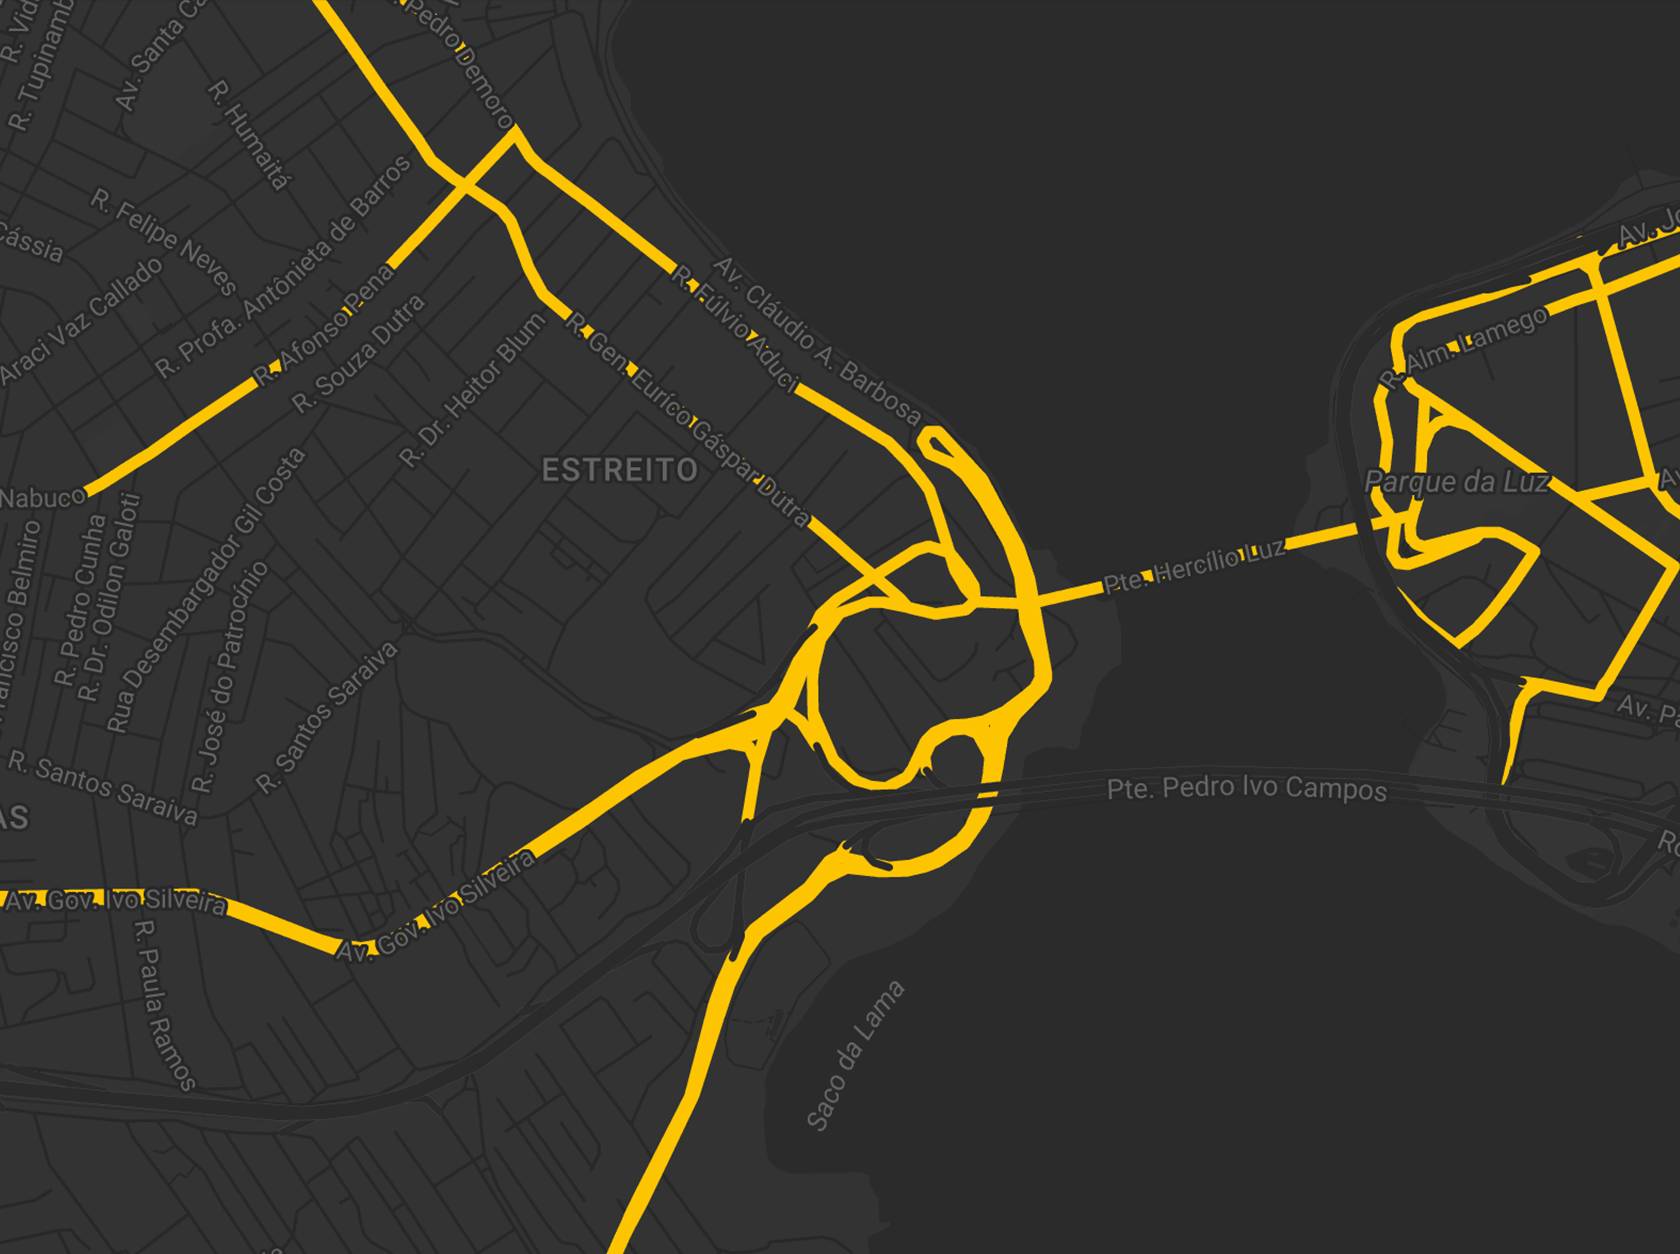 R. Vid
R. Tupinamb
Av. Santa Ca
Pedro Demoro
R. Humaitá
R. Felipe Neves
Cássia
Araci Vaz Callado
R. Profa. Antônieta de Barros
R. Afonso Pena
R. Souza Dutra
R. Dr. Heitor Blum
R. Gen. Eurico Gaspar Dutra
R. Fúlvio Aduci
Av. Cláudio A. Barbosa
Av. Jo
R. Alm. Lamego
Parque da Luz
Av
ESTREITO
Nabuco
Francisco Belmiro
R. Pedro Cunha
R. Dr. Odilon Galoti
Rua Desembargador Gil Costa
R. José do Patrocínio
R. Santos Saraiva
R. Santos Saraiva
Pte. Hercílio Luz
Av. Pa
Pte. Pedro Ivo Campos
Ro
AS
Av. Gov. Ivo Silveira
Av. Gov. Ivo Silveira
R. Paula Ramos
Saco da Lama